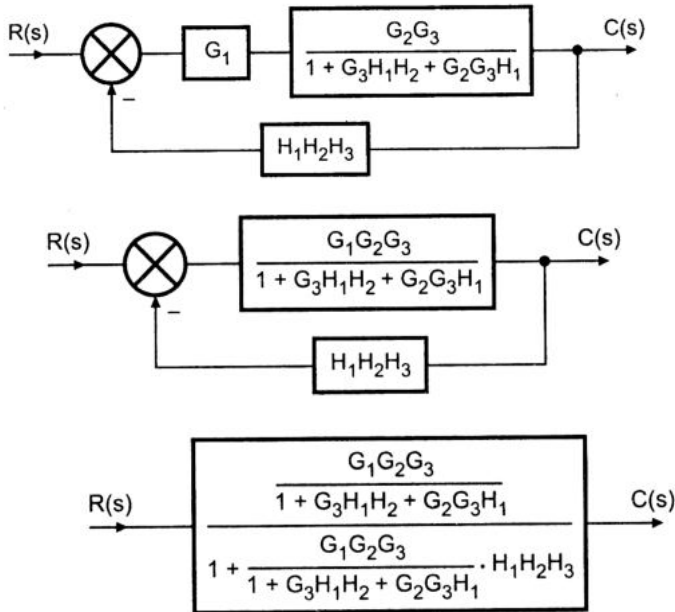 R(s) G₁ G₂G₃ C(s)
1 + G₃H₁H₂ + G₂G₃H₁
–
H₁H₂H₃
R(s) G₁G₂G₃ C(s)
1 + G₃H₁H₂ + G₂G₃H₁
–
H₁H₂H₃
G₁G₂G₃
R(s) 1 + G₃H₁H₂ + G₂G₃H₁ C(s)
G₁G₂G₃
1 + ⋅ H₁H₂H₃
1 + G₃H₁H₂ + G₂G₃H₁